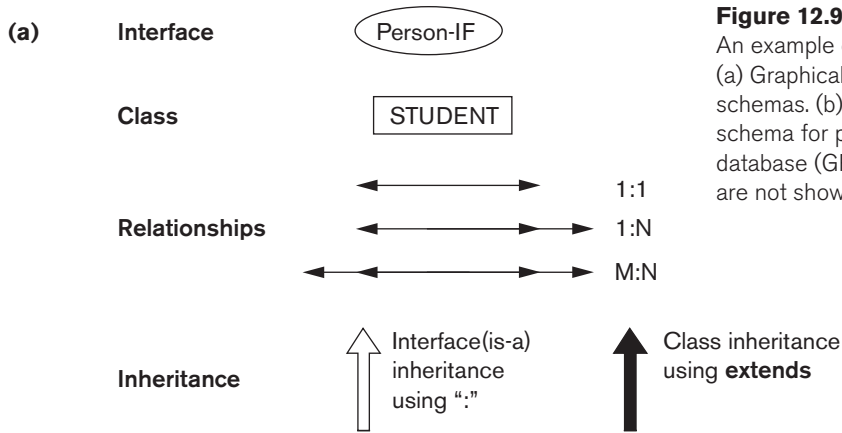 (a)
Interface
Person-IF
Class
STUDENT
Relationships
1:1
1:N
M:N
Inheritance
Interface(is-a)
inheritance
using “:”
Class inheritance
using extends
Figure 12.9
An example
(a) Graphical
schemas. (b)
schema for
database
are not